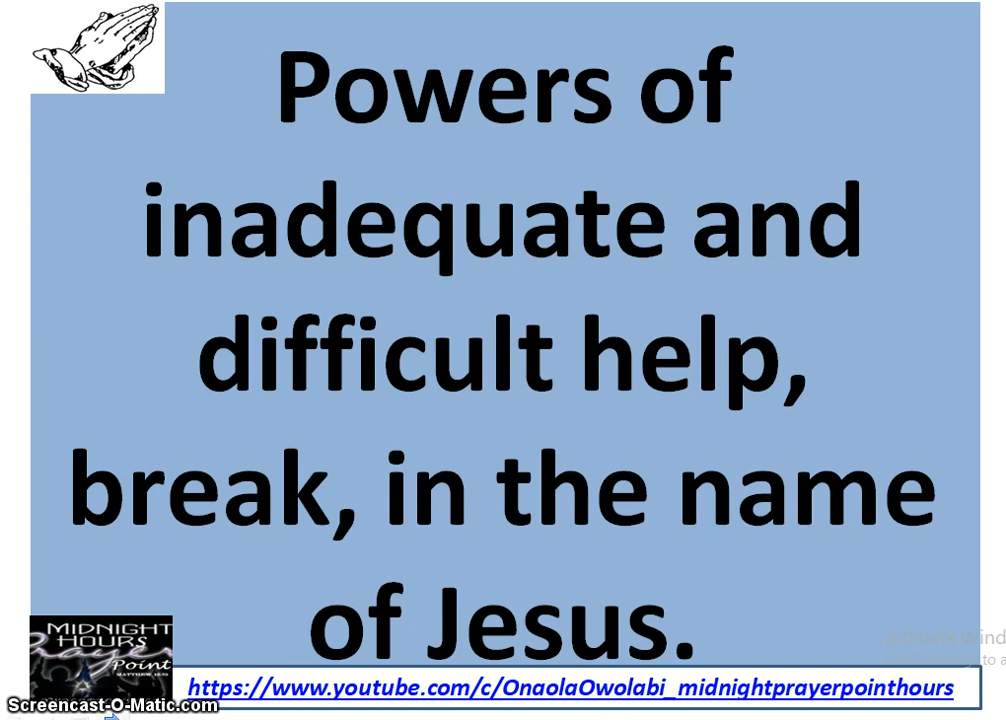 Powers of
inadequate and
difficult help,
break, in the name
of Jesus.
MIDNIGHT
HOURS
Prayer
Point
https://www.youtube.com/c/OnaolaOwolabi_midnightprayerpointhours
Screencast-O-Matic.com